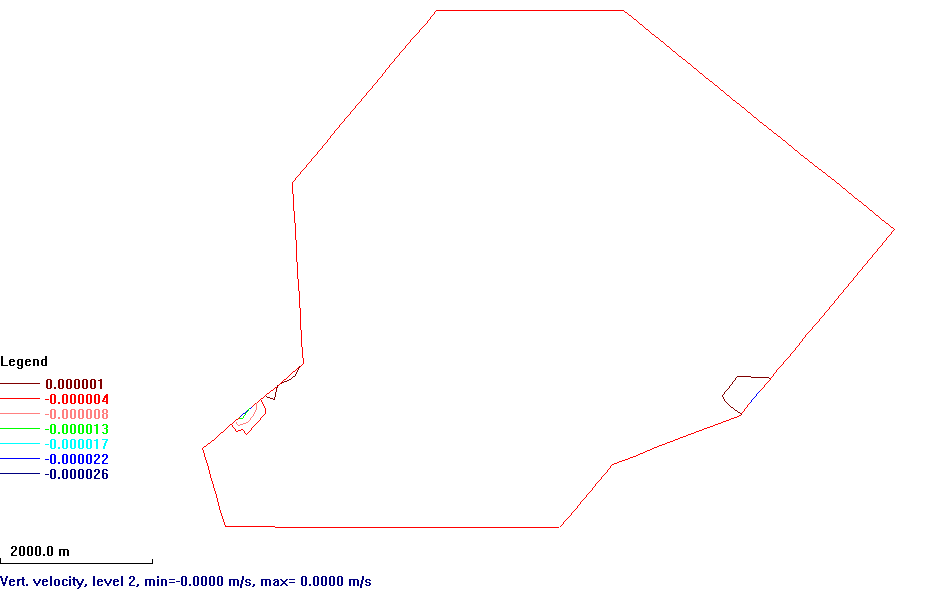 Legend
0.000001
-0.000004
-0.000008
-0.000013
-0.000017
-0.000022
-0.000026
2000.0 m
Vert. velocity, level 2, min=-0.0000 m/s, max= 0.0000 m/s